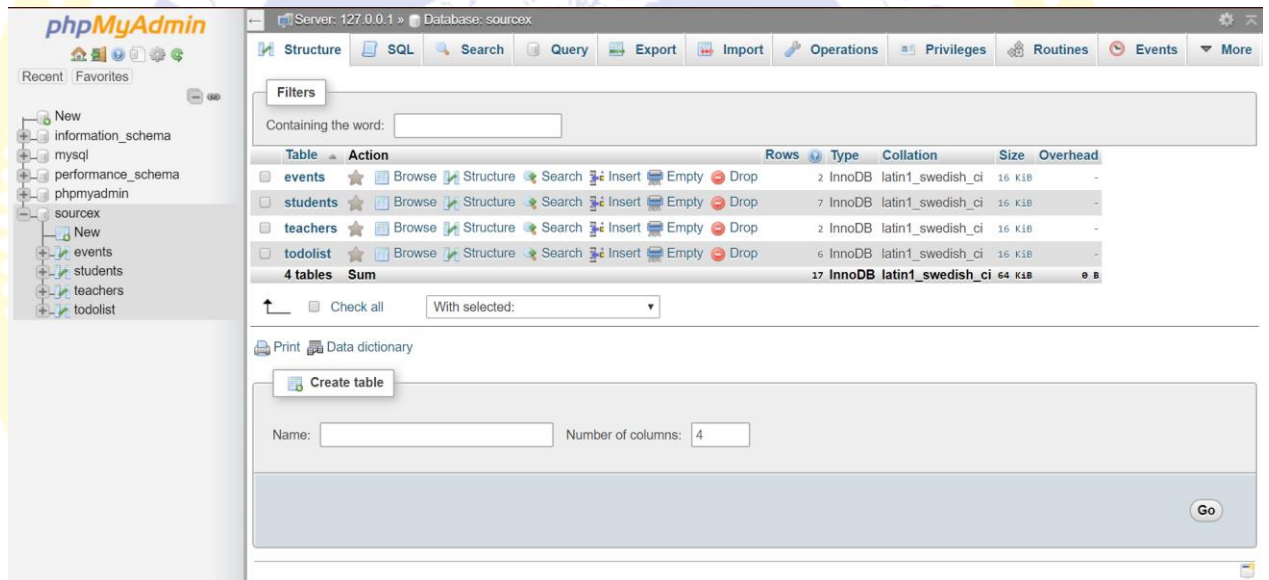 phpMyAdmin
Recent Favorites
New
information_schema
mysql
performance_schema
phpmyadmin
sourcex
New
events
students
teachers
todolist
Server: 127.0.0.1 » Database: sourcex
Structure SQL Search Query Export Import Operations Privileges Routines Events More
Filters
Containing the word:
Table Action Rows Type Collation Size Overhead
events Browse Structure Search Insert Empty Drop 2 InnoDB latin1_swedish_ci 16 KiB -
students Browse Structure Search Insert Empty Drop 7 InnoDB latin1_swedish_ci 16 KiB -
teachers Browse Structure Search Insert Empty Drop 2 InnoDB latin1_swedish_ci 16 KiB -
todolist Browse Structure Search Insert Empty Drop 6 InnoDB latin1_swedish_ci 16 KiB -
4 tables Sum 17 InnoDB latin1_swedish_ci 64 KiB 0 B
Check all With selected:
Print Data dictionary
Create table
Name: Number of columns: 4
Go